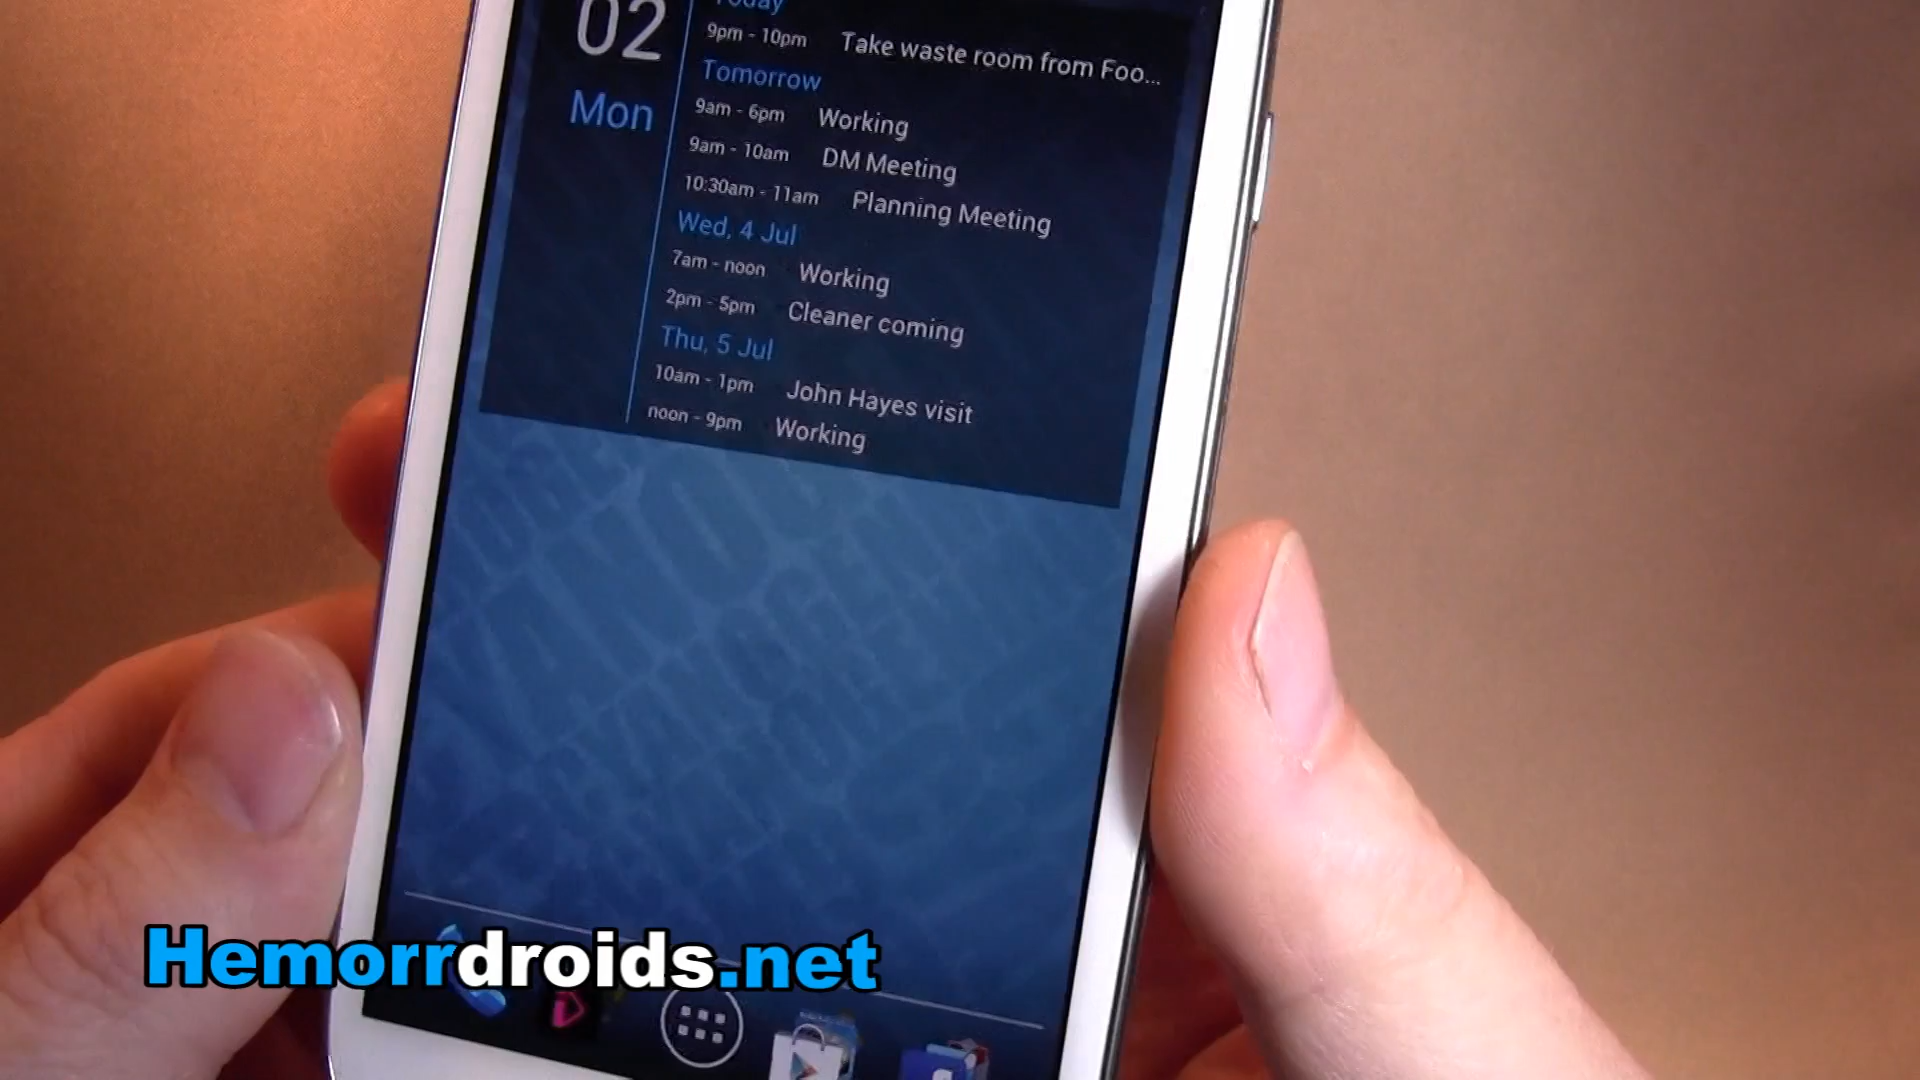 02
Mon
Today
9pm - 10pm Take waste room from Foo...
Tomorrow
9am - 6pm Working
9am - 10am DM Meeting
10:30am - 11am Planning Meeting
Wed, 4 Jul
7am - noon Working
2pm - 5pm Cleaner coming
Thu, 5 Jul
10am - 1pm John Hayes visit
noon - 9pm Working
Hemorrdroids.net